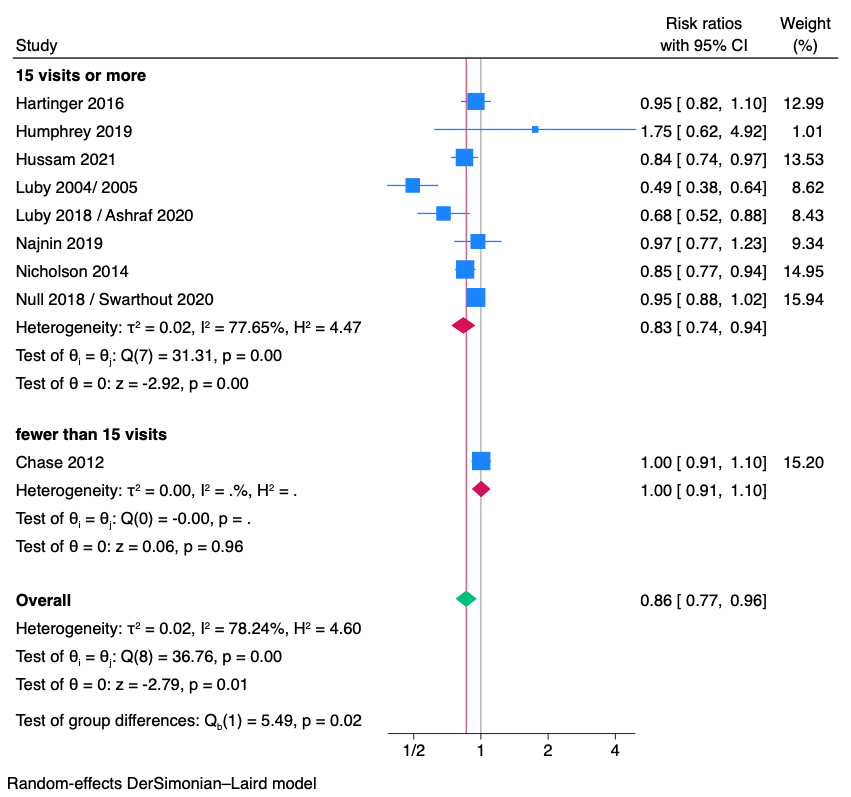 Risk ratios Weight
Study with 95% CI (%)
15 visits or more
Hartinger 2016 0.95 [ 0.82, 1.10] 12.99
Humphrey 2019 1.75 [ 0.62, 4.92] 1.01
Hussam 2021 0.84 [ 0.74, 0.97] 13.53
Luby 2004/ 2005 0.49 [ 0.38, 0.64] 8.62
Luby 2018 / Ashraf 2020 0.68 [ 0.52, 0.88] 8.43
Najnin 2019 0.97 [ 0.77, 1.23] 9.34
Nicholson 2014 0.85 [ 0.77, 0.94] 14.95
Null 2018 / Swarthout 2020 0.95 [ 0.88, 1.02] 15.94
Heterogeneity: τ² = 0.02, I² = 77.65%, H² = 4.47 0.83 [ 0.74, 0.94]
Test of θᵢ = θⱼ: Q(7) = 31.31, p = 0.00
Test of θ = 0: z = -2.92, p = 0.00
fewer than 15 visits
Chase 2012 1.00 [ 0.91, 1.10] 15.20
Heterogeneity: τ² = 0.00, I² = .%, H² = . 1.00 [ 0.91, 1.10]
Test of θᵢ = θⱼ: Q(0) = -0.00, p = .
Test of θ = 0: z = 0.06, p = 0.96
Overall 0.86 [ 0.77, 0.96]
Heterogeneity: τ² = 0.02, I² = 78.24%, H² = 4.60
Test of θᵢ = θⱼ: Q(8) = 36.76, p = 0.00
Test of θ = 0: z = -2.79, p = 0.01
Test of group differences: Q_b(1) = 5.49, p = 0.02
1/2 1 2 4
Random-effects DerSimonian–Laird model